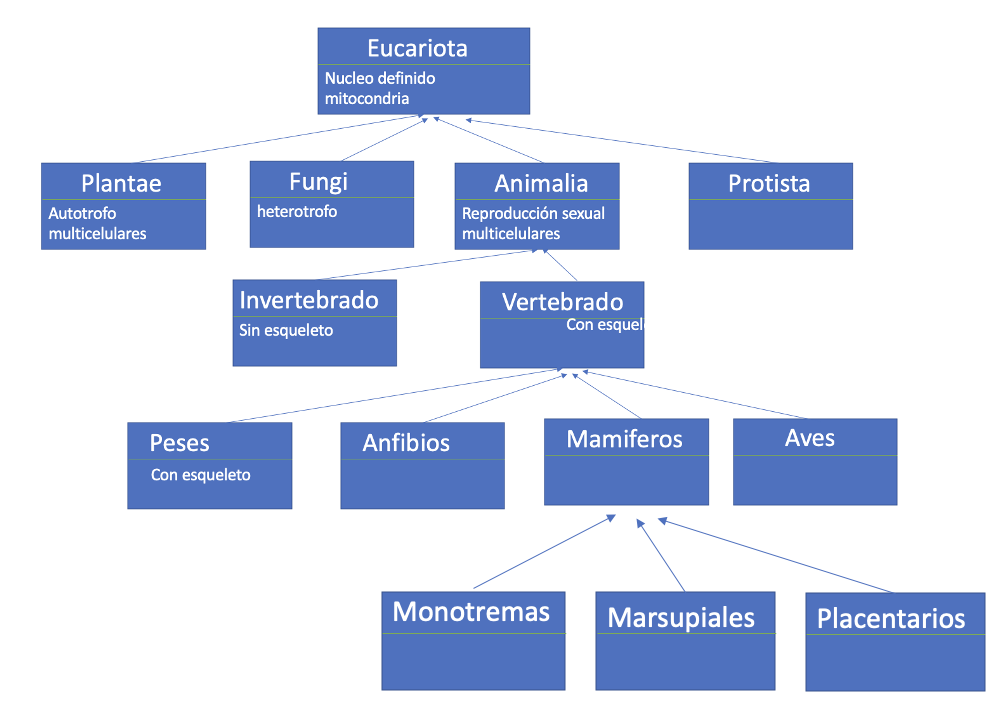 Eucariota
Nucleo definido
mitocondria
Plantae
Autotrofo
multicelulares
Fungi
heterotrofo
Animalia
Reproducción sexual
multicelulares
Protista
Invertebrado
Sin esqueleto
Vertebrado
Con esquel
Peses
Con esqueleto
Anfibios
Mamiferos
Aves
Monotremas
Marsupiales
Placentarios